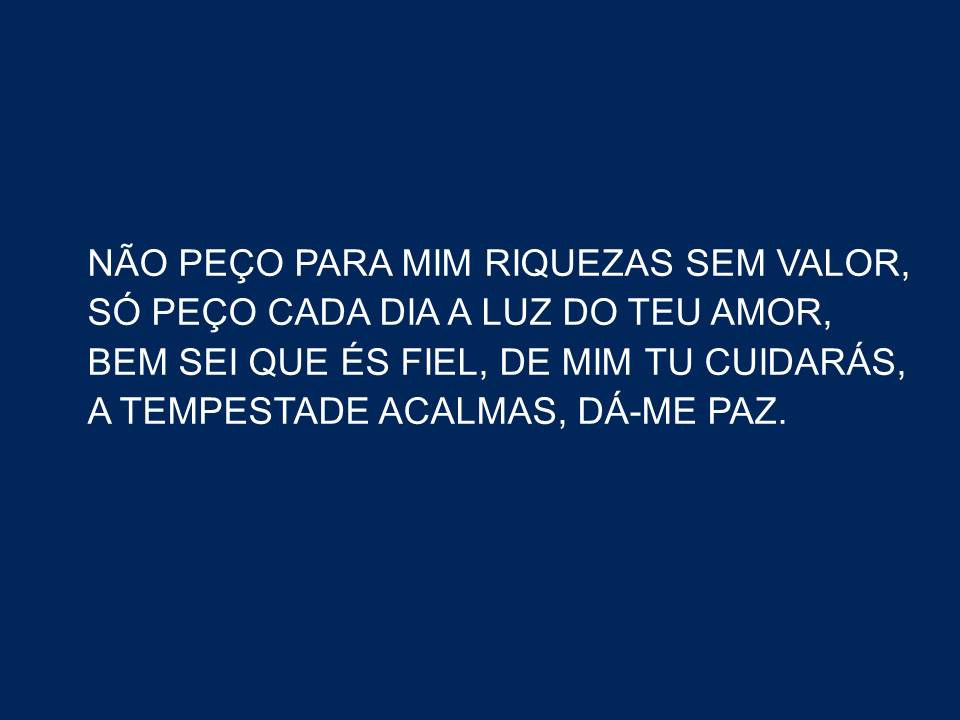 NÃO PEÇO PARA MIM RIQUEZAS SEM VALOR,
SÓ PEÇO CADA DIA A LUZ DO TEU AMOR,
BEM SEI QUE ÉS FIEL, DE MIM TU CUIDARÁS,
A TEMPESTADE ACALMAS, DÁ-ME PAZ.